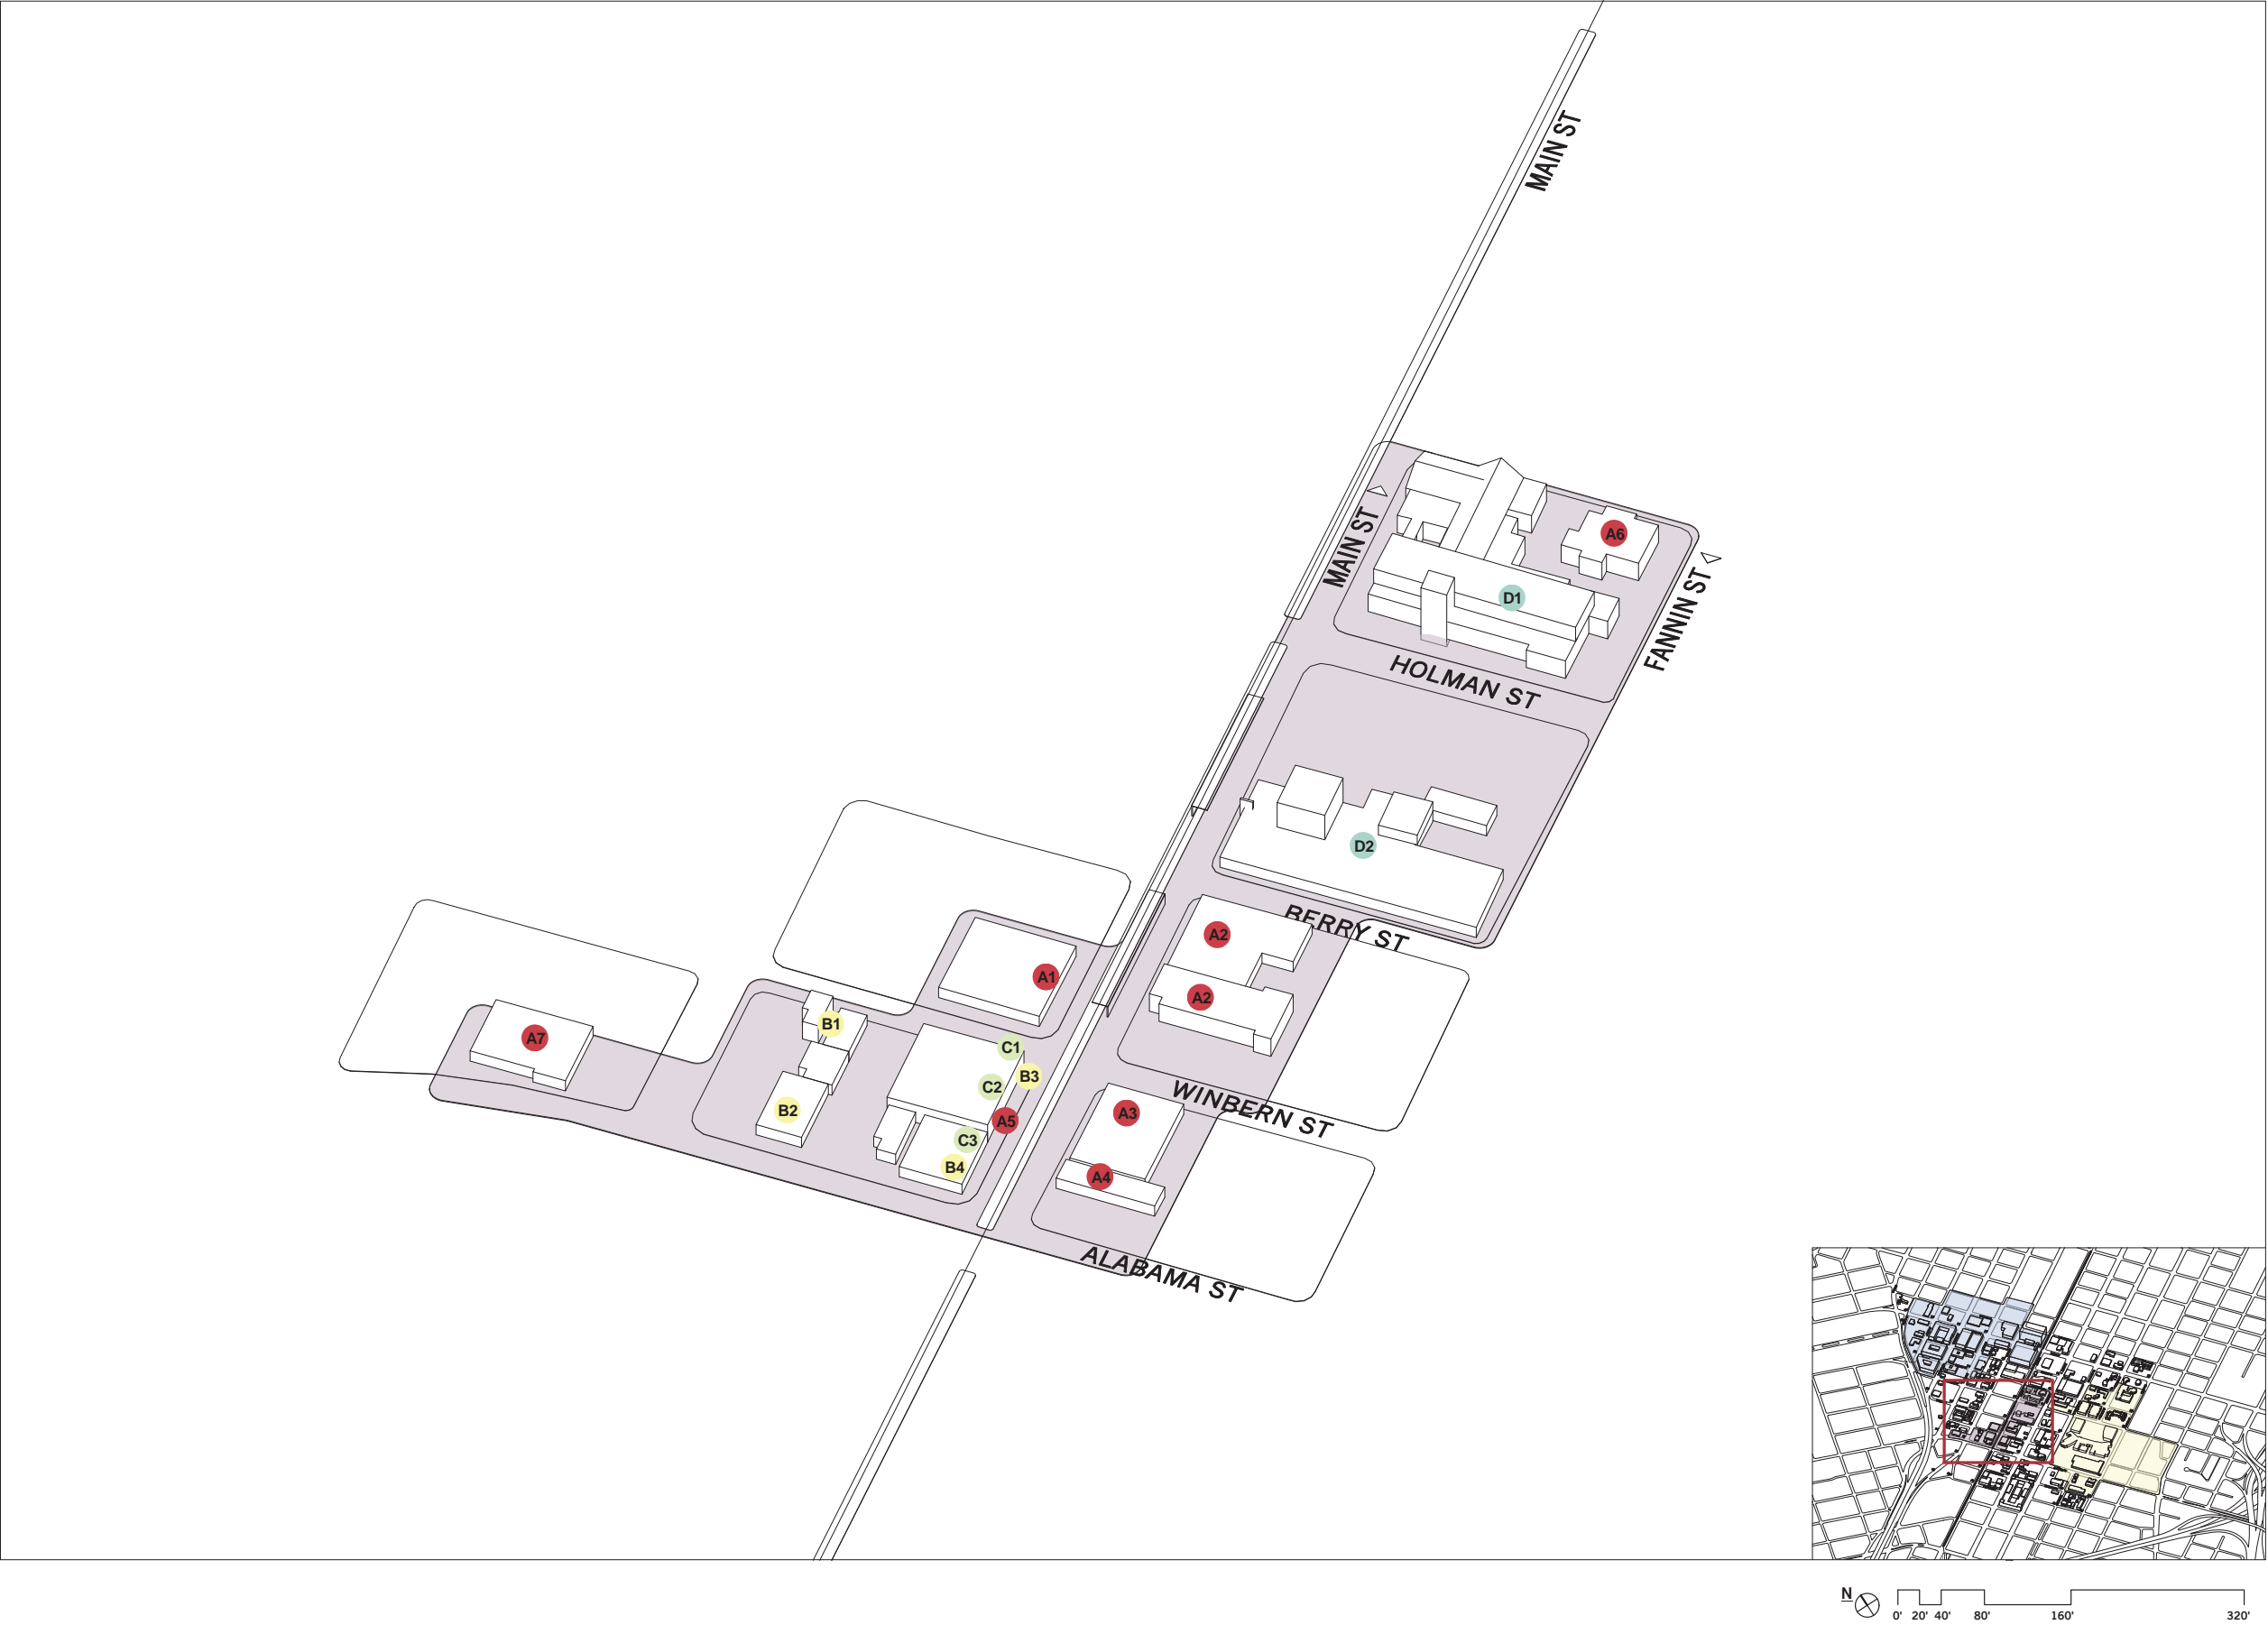 MAIN ST
MAIN ST
A6
D1
FANNIN ST
HOLMAN ST
D2
BERRY ST
A2
A1
A2
A7
B1
C1
B3
C2
B2
A3
A5
WINBERN ST
C3
B4
A4
ALABAMA ST
N
0' 20' 40' 80' 160' 320'